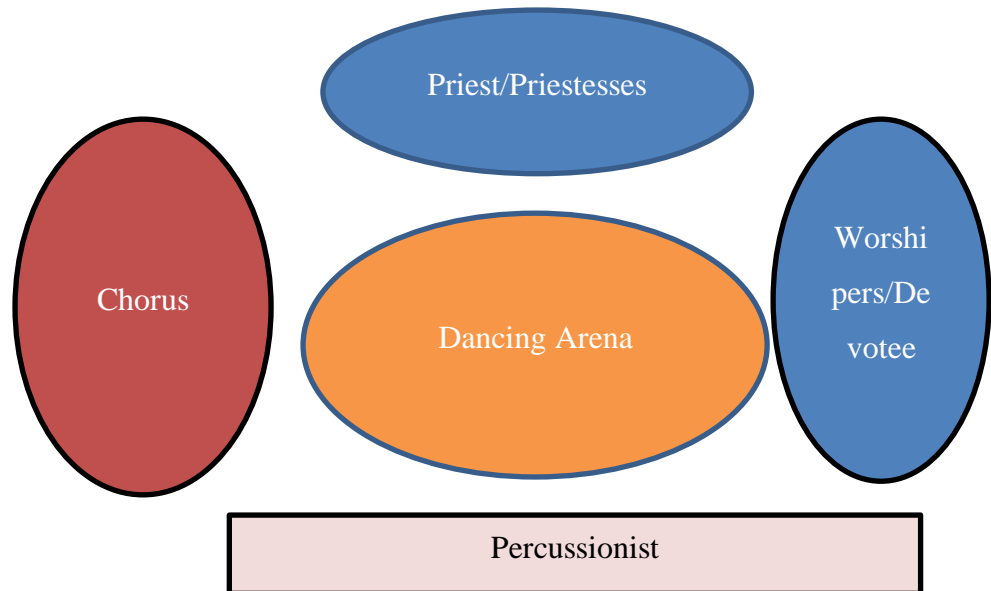 Priest/Priestesses
Chorus
Dancing Arena
Worshi
pers/De
votee
Percussionist